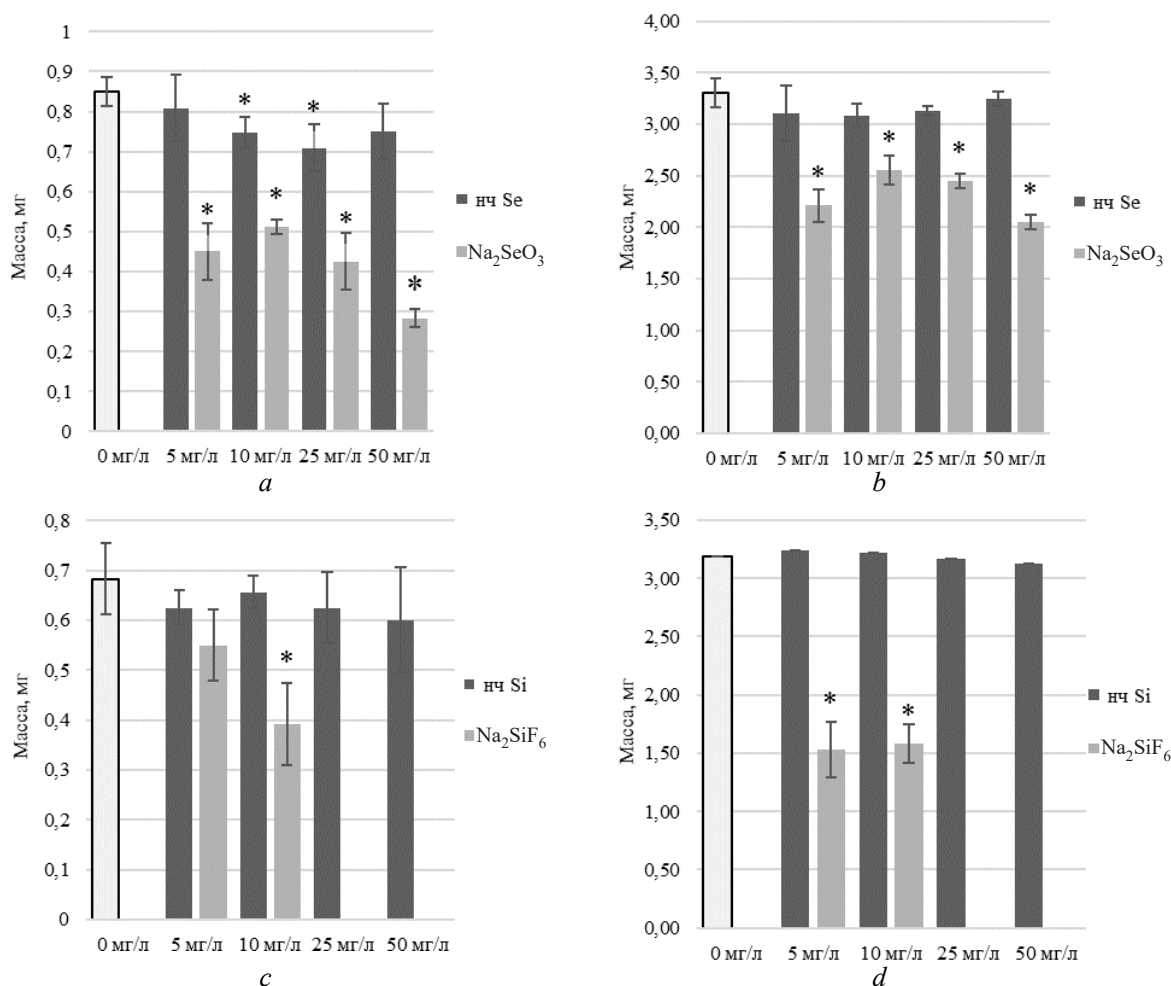 1
0,9
0,8
0,7
0,6
0,5
0,4
0,3
0,2
0,1
0
Масса, мг
* * * * * *
0 мг/л 5 мг/л 10 мг/л 25 мг/л 50 мг/л
нч Se
Na₂SeO₃
a
4,00
3,50
3,00
2,50
2,00
1,50
1,00
0,50
0,00
Масса, мг
* * * *
0 мг/л 5 мг/л 10 мг/л 25 мг/л 50 мг/л
нч Se
Na₂SeO₃
b
0,8
0,7
0,6
0,5
0,4
0,3
0,2
0,1
0
Масса, мг
*
0 мг/л 5 мг/л 10 мг/л 25 мг/л 50 мг/л
нч Si
Na₂SiF₆
c
3,50
3,00
2,50
2,00
1,50
1,00
0,50
0,00
Масса, мг
* *
0 мг/л 5 мг/л 10 мг/л 25 мг/л 50 мг/л
нч Si
Na₂SiF₆
d